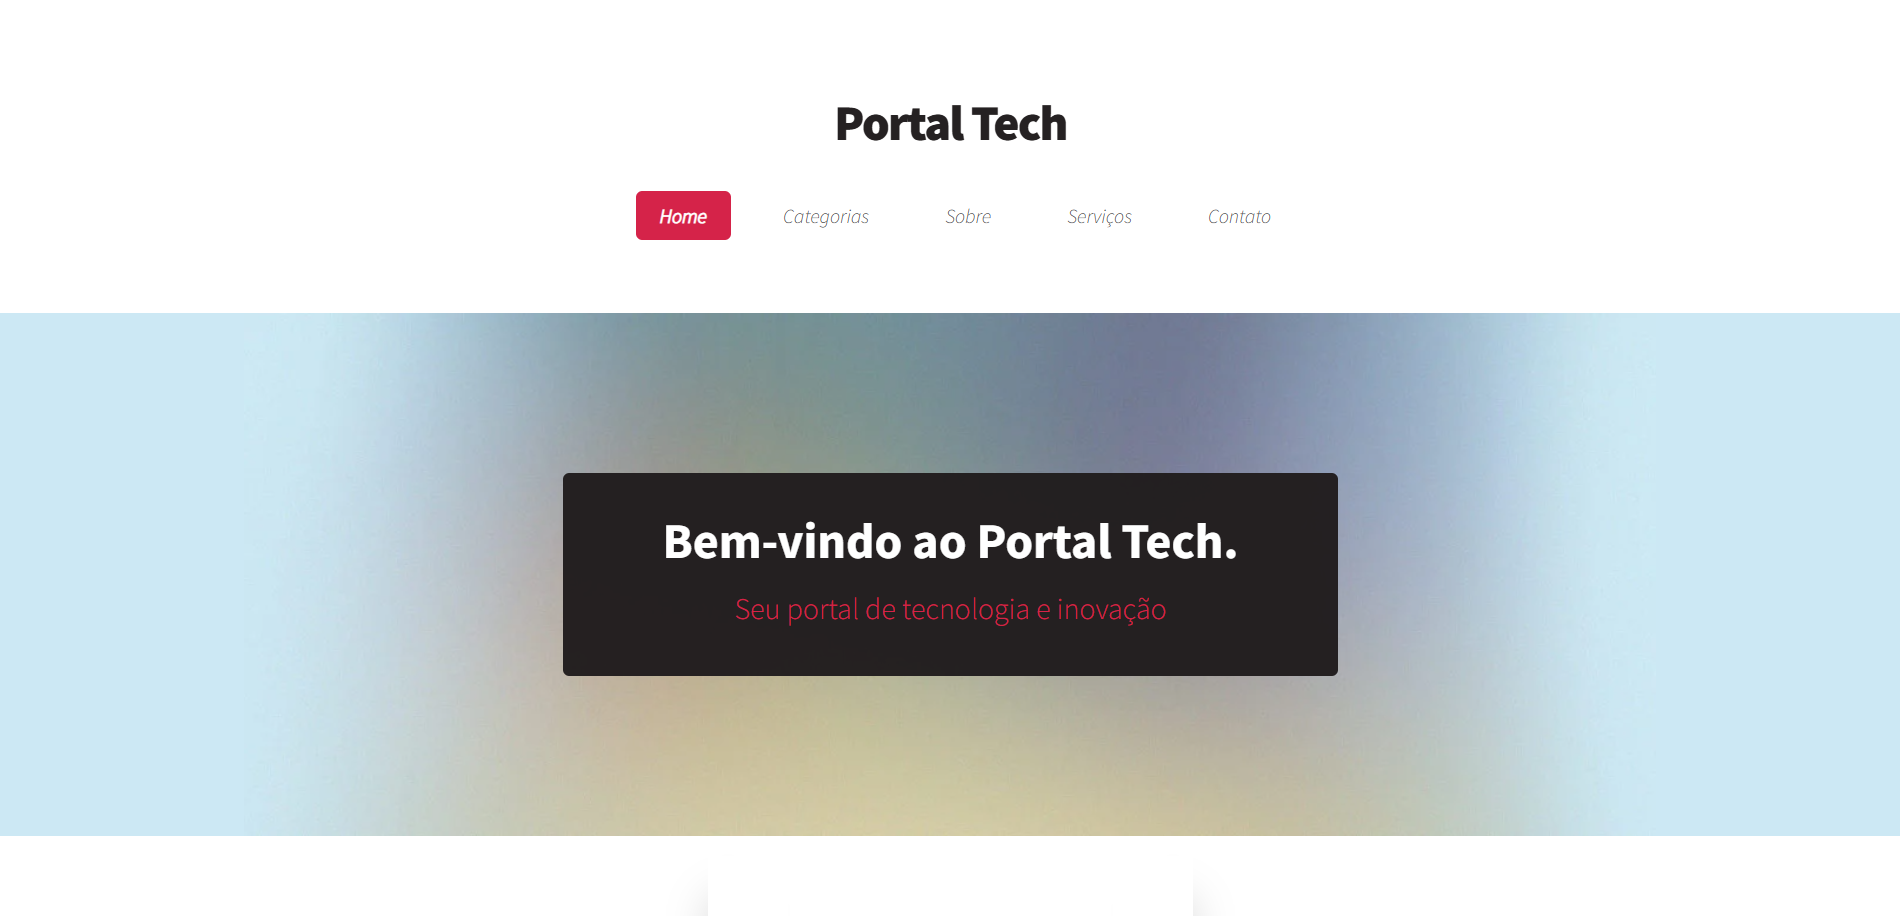 Portal Tech
Home Categorias Sobre Serviços Contato
Bem-vindo ao Portal Tech.
Seu portal de tecnologia e inovação